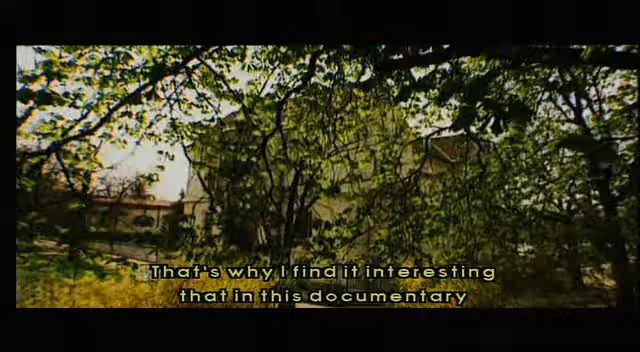 That's why I find it interesting
that in this documentary